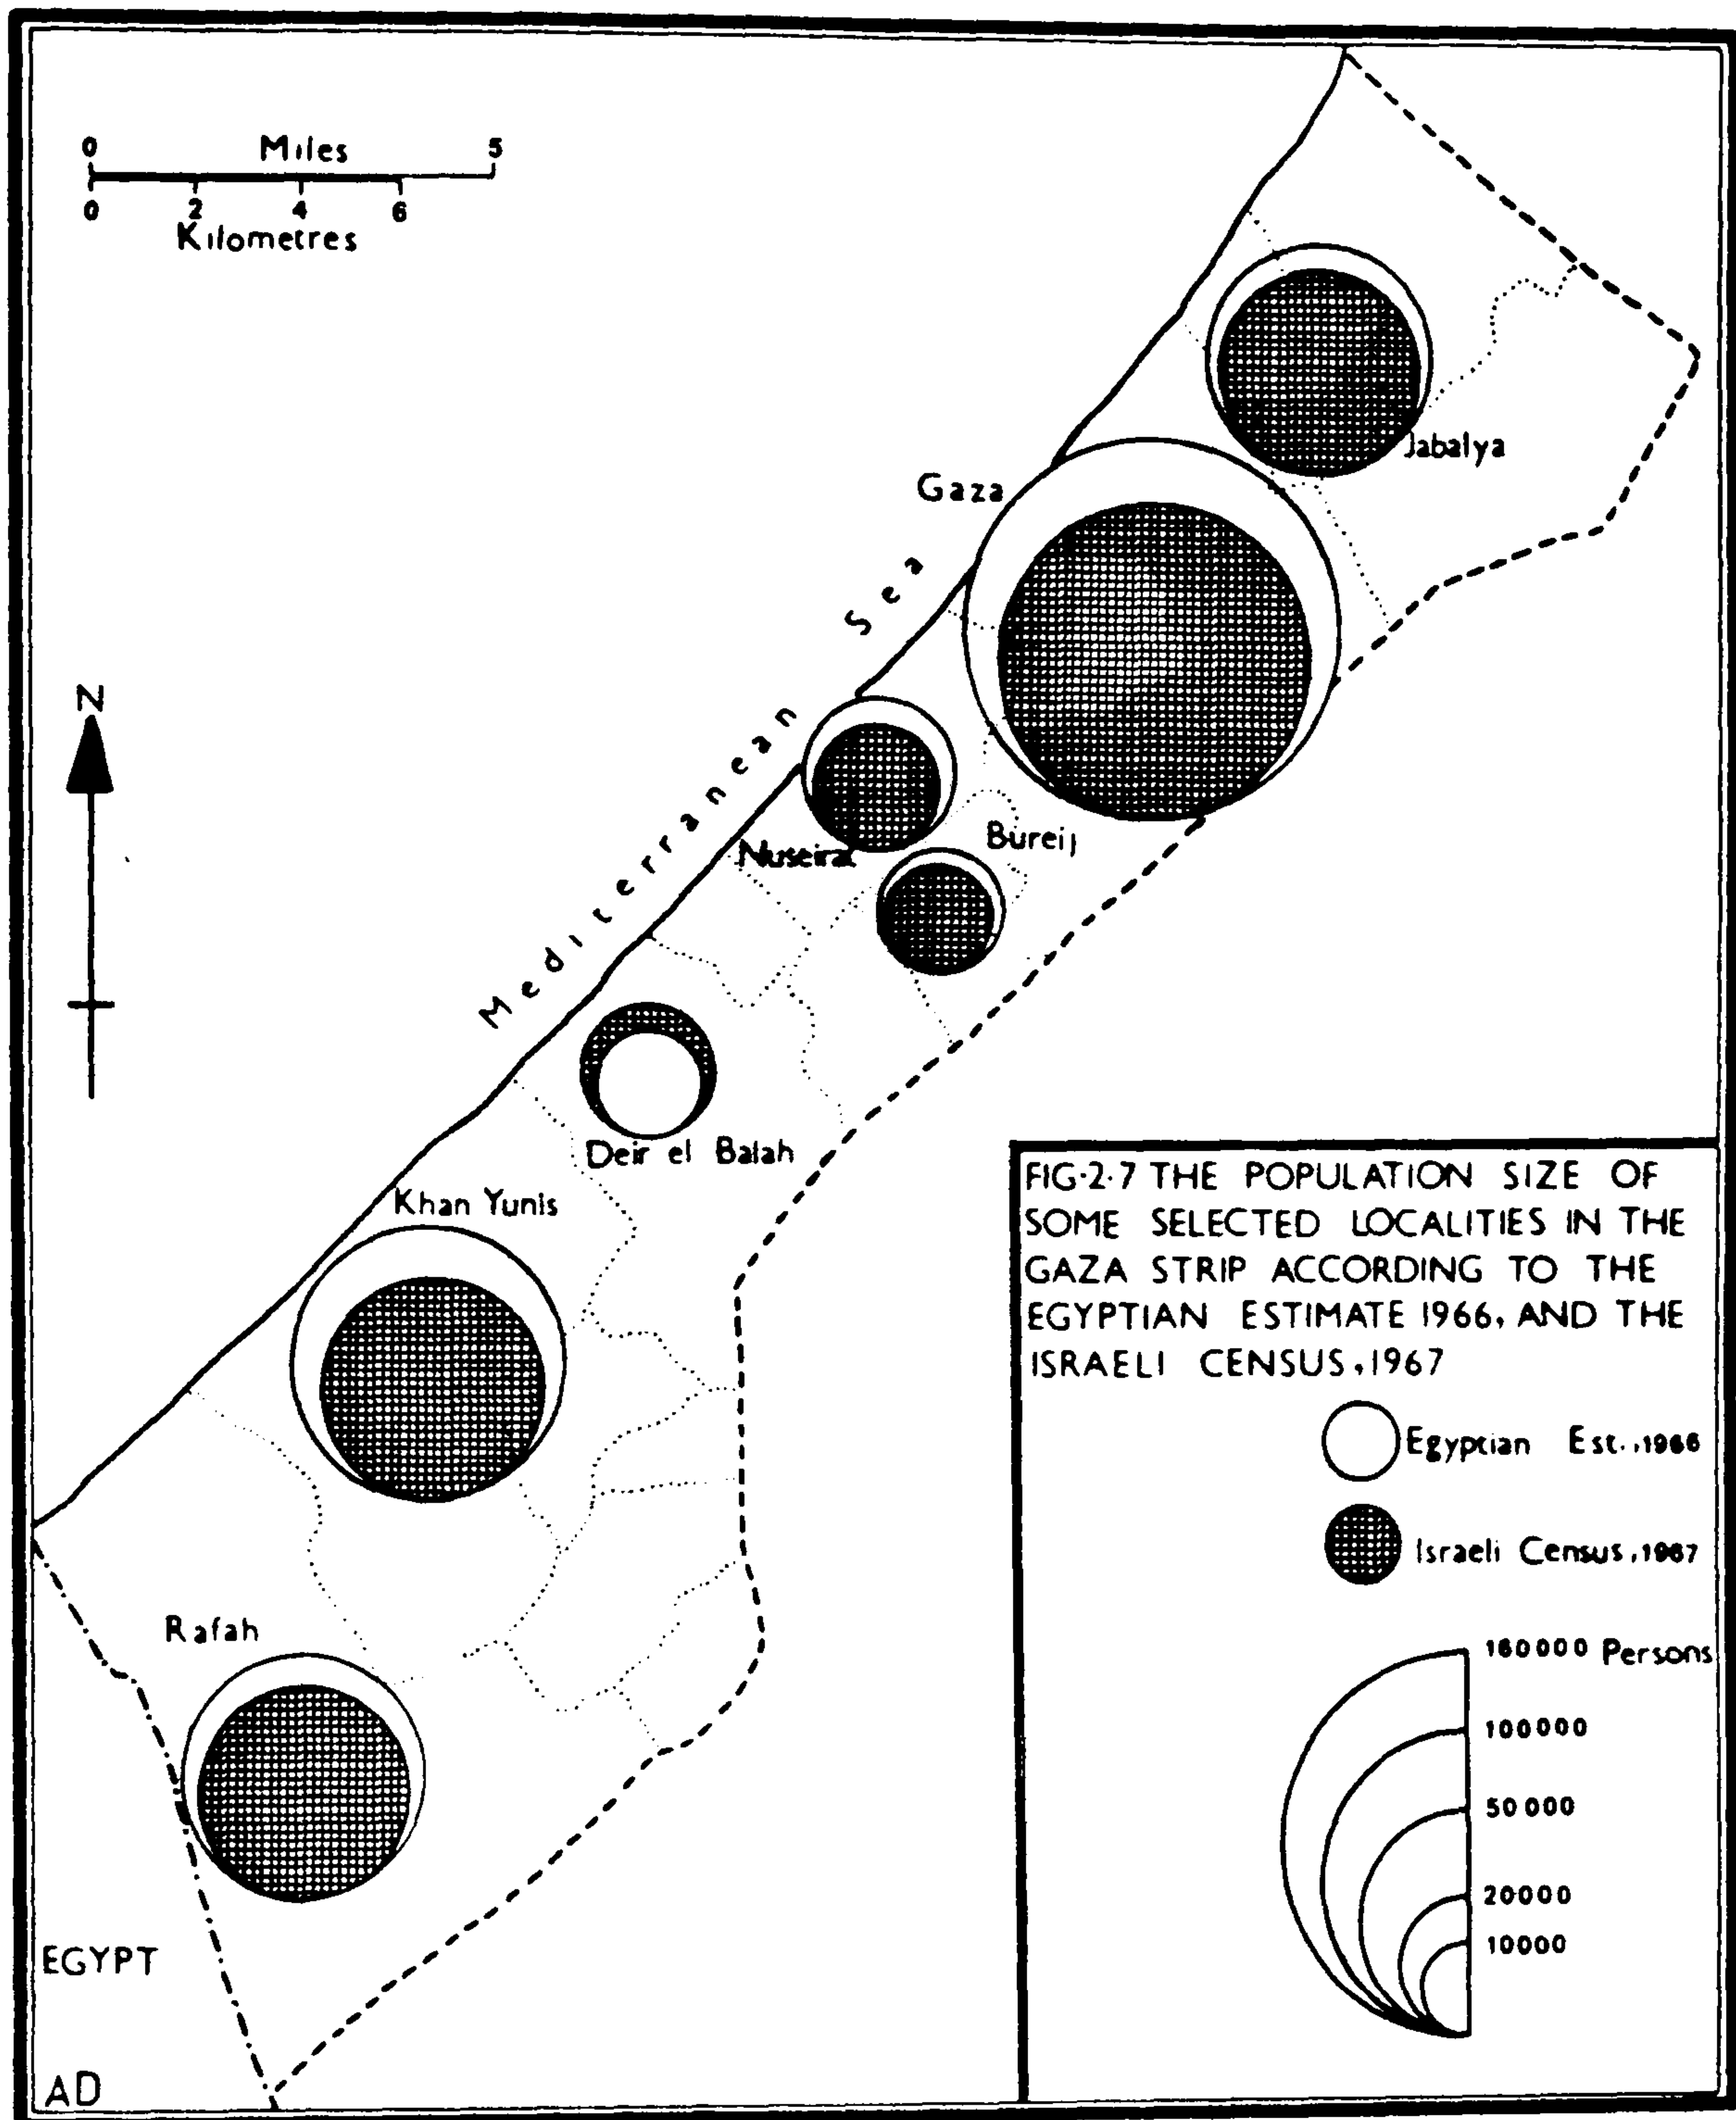 0 Miles 5
0 2 4 6
Kilometres
N
Mediterranean Sea
Jabalya
Gaza
Nuseirat
Bureij
Deir el Balah
Khan Yunis
Rafah
EGYPT
AD
FIG·2·7 THE POPULATION SIZE OF
SOME SELECTED LOCALITIES IN THE
GAZA STRIP ACCORDING TO THE
EGYPTIAN ESTIMATE 1966, AND THE
ISRAELI CENSUS,1967
Egyptian Est.,1966
Israeli Census,1967
160000 Persons
100000
50000
20000
10000